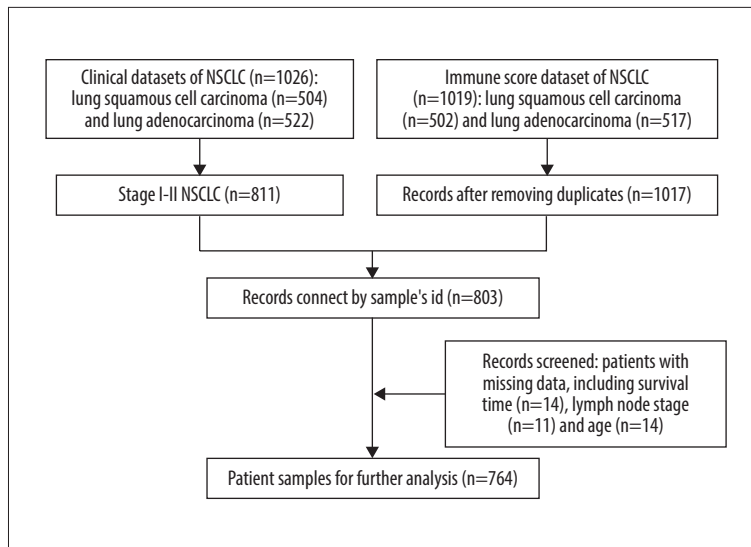 Clinical datasets of NSCLC (n=1026):
lung squamous cell carcinoma (n=504)
and lung adenocarcinoma (n=522)
Immune score dataset of NSCLC
(n=1019): lung squamous cell carcinoma
(n=502) and lung adenocarcinoma (n=517)
Stage I-II NSCLC (n=811)
Records after removing duplicates (n=1017)
Records connect by sample's id (n=803)
Records screened: patients with
missing data, including survival
time (n=14), lymph node stage
(n=11) and age (n=14)
Patient samples for further analysis (n=764)